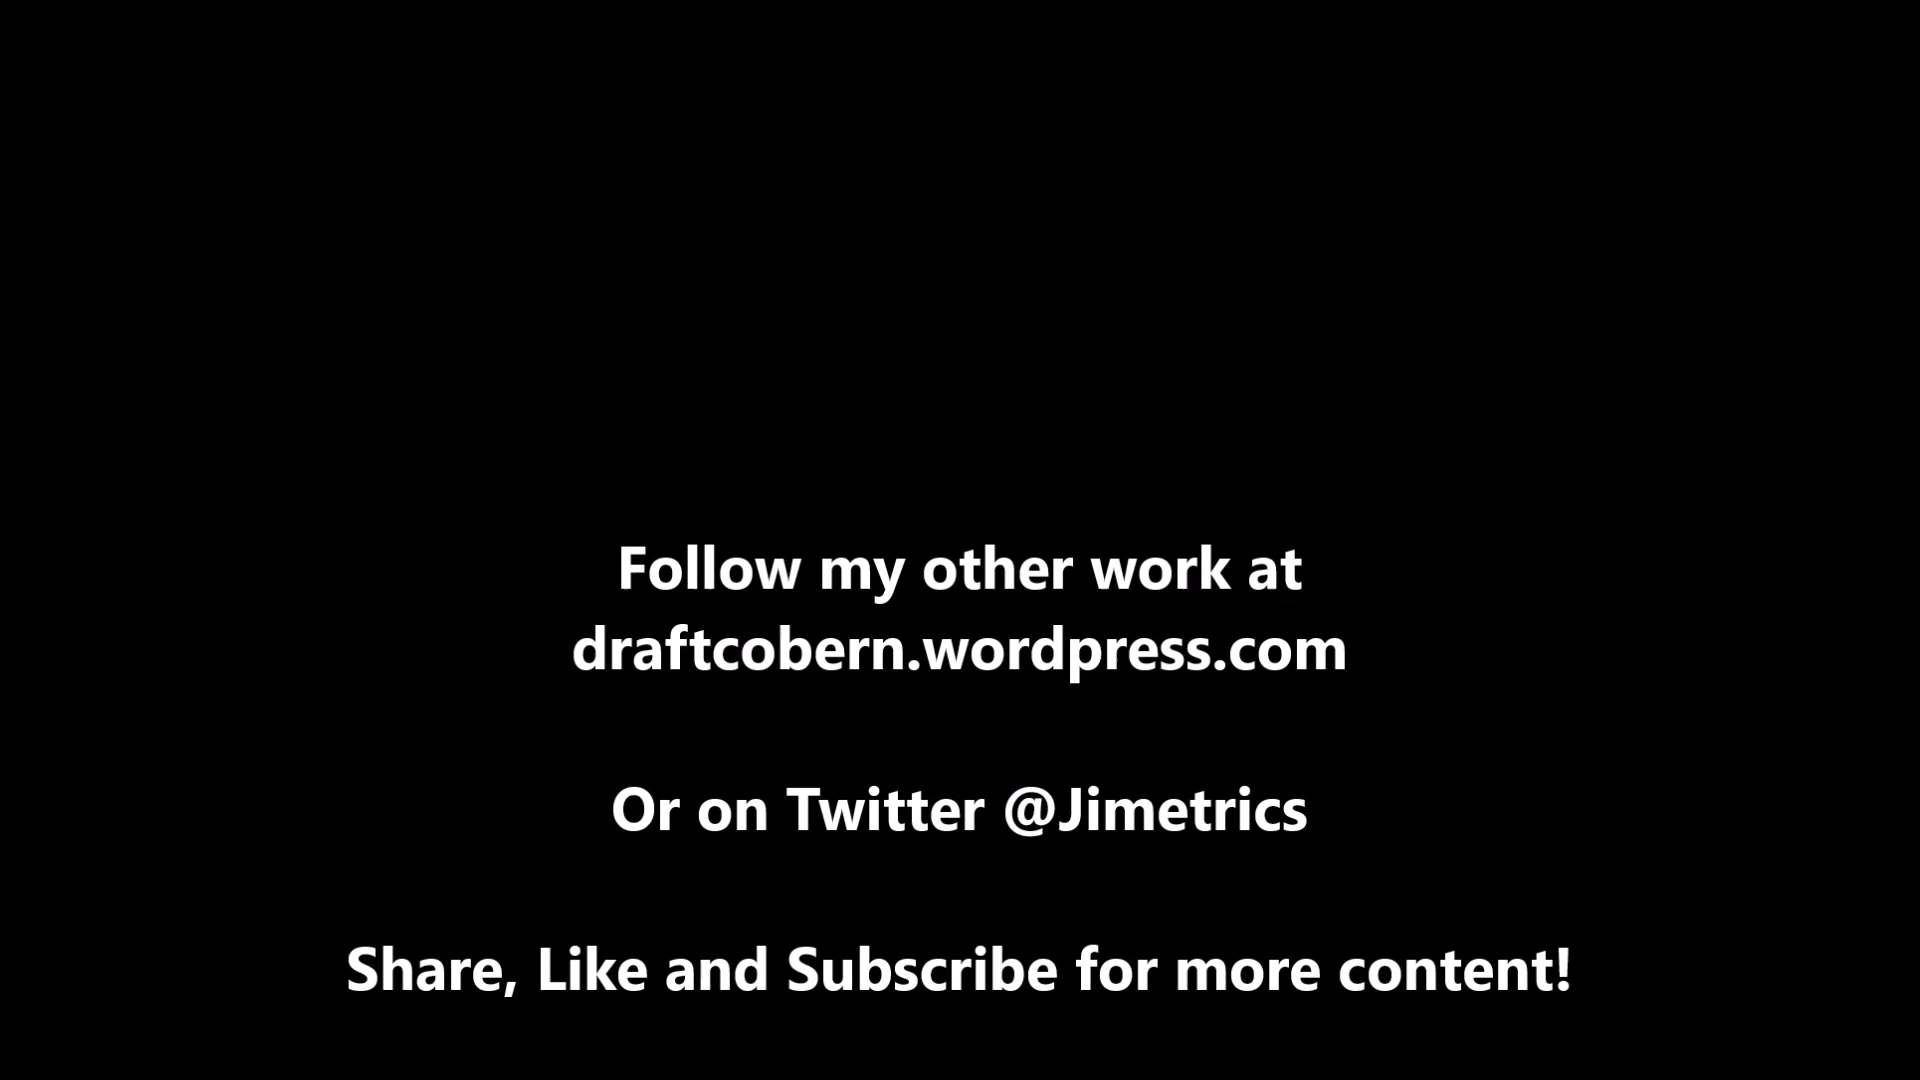 Follow my other work at
draftcobern.wordpress.com
Or on Twitter @Jimetrics
Share, Like and Subscribe for more content!